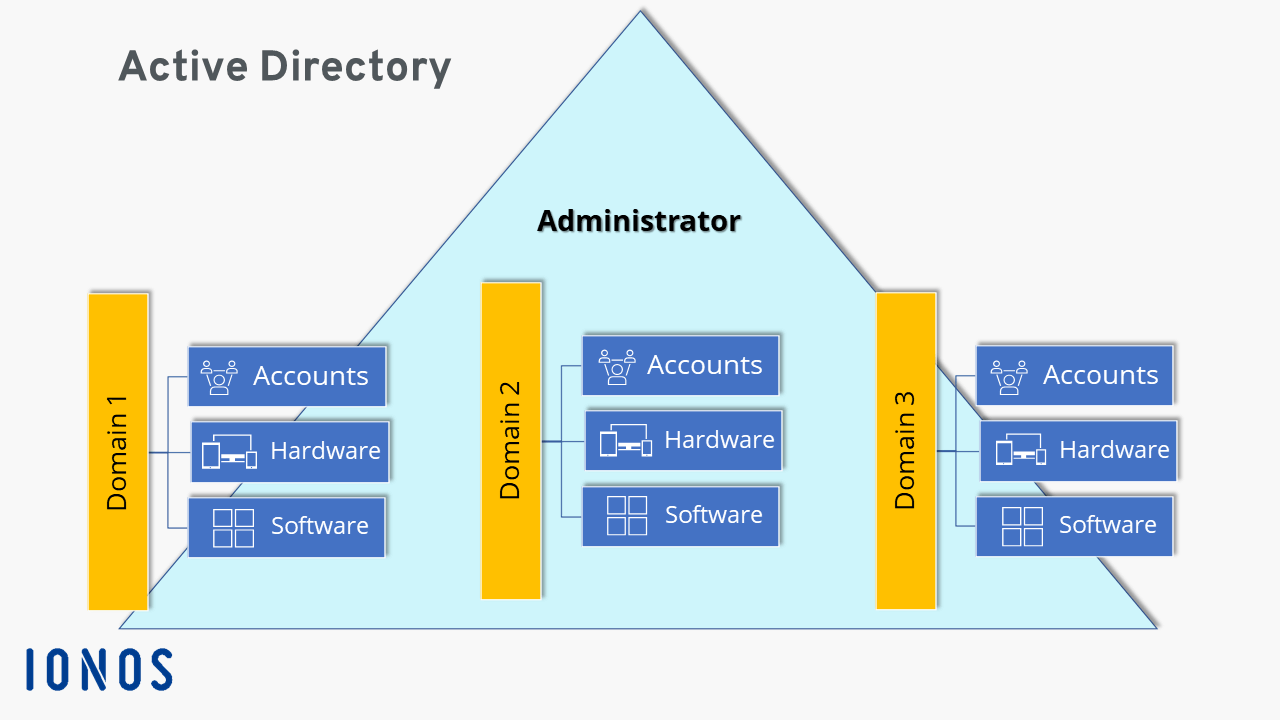 Active Directory
Administrator
Domain 1
Accounts
Hardware
Software
Domain 2
Accounts
Hardware
Software
Domain 3
Accounts
Hardware
Software
IONOS